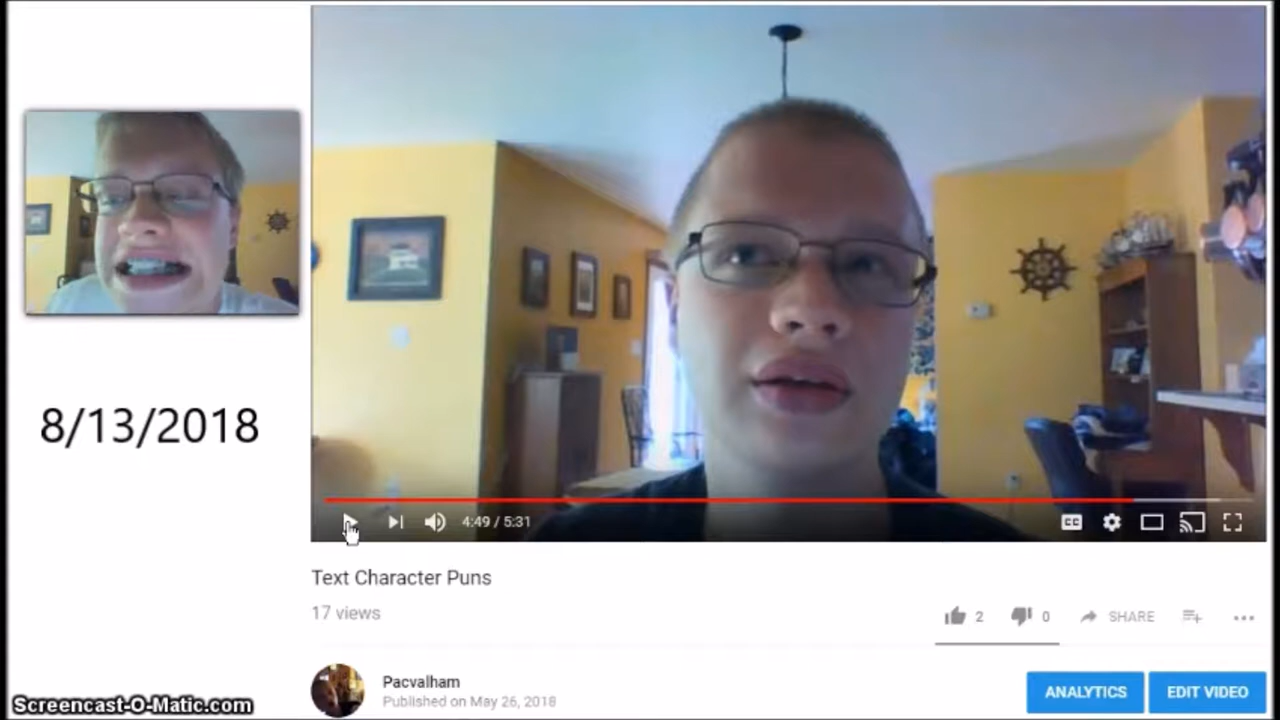 8/13/2018
4:49 / 5:31
CC
Text Character Puns
17 views
2
0
SHARE
Pacvalham
Published on May 26, 2018
ANALYTICS
EDIT VIDEO
Screencast-O-Matic.com